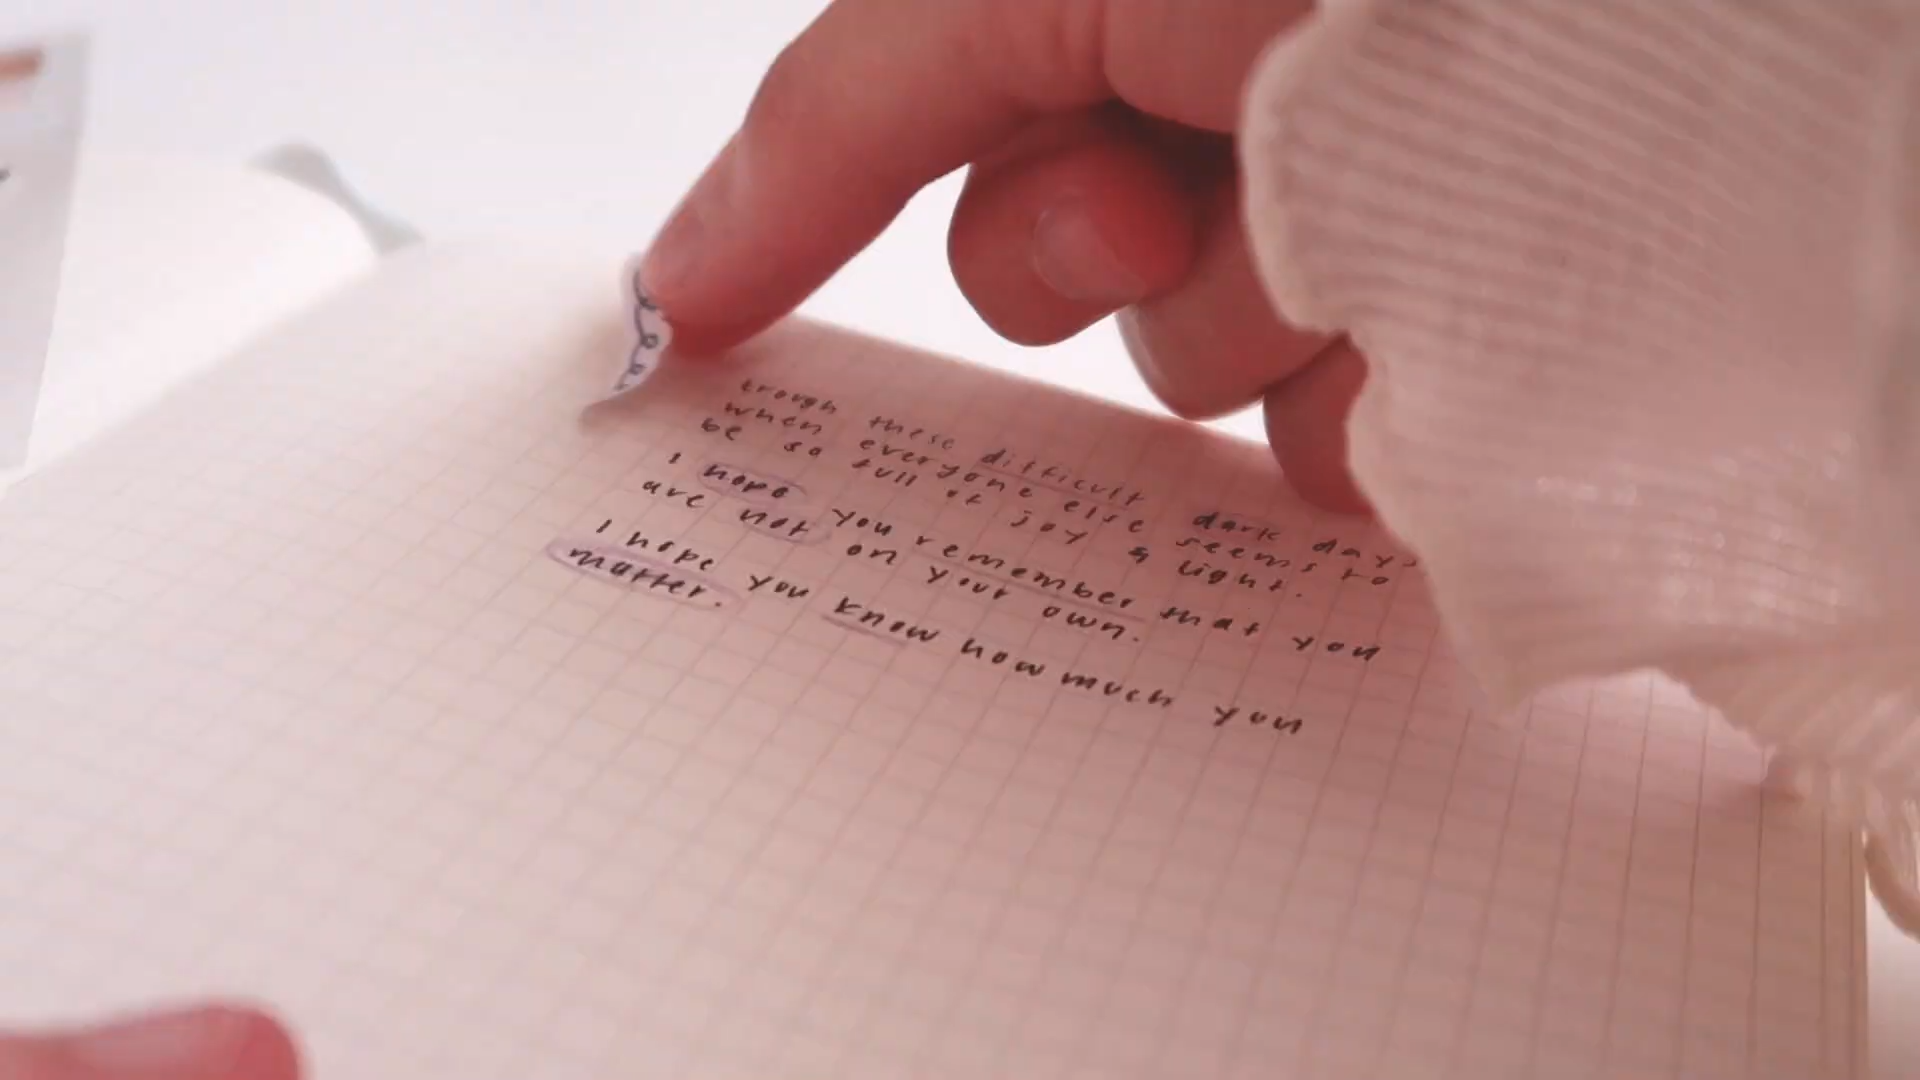 trough these difficult dark days
when everyone else seems to
be so full of joy & light.
I hope you remember that you
are not on your own.
I hope you know how much you
matter.